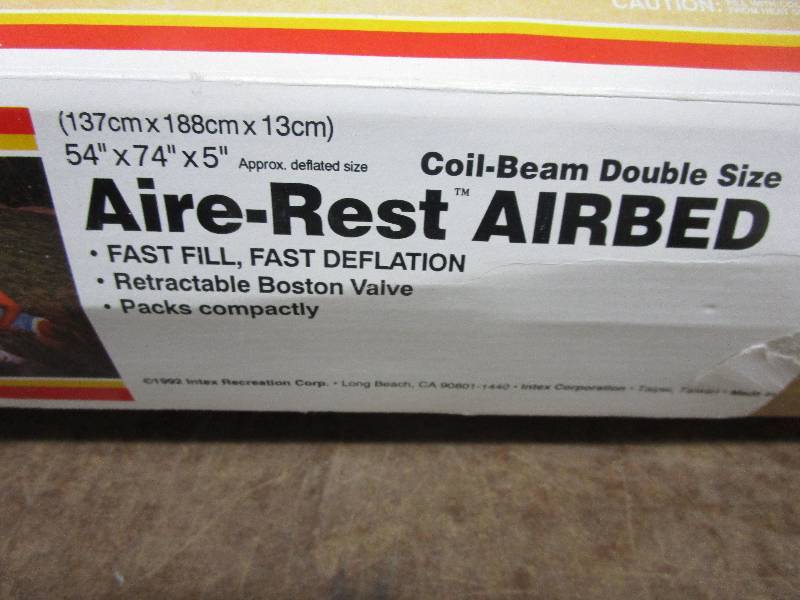 CAUTION:
(137cm x 188cm x 13cm)
54" x 74" x 5" Approx. deflated size
Coil-Beam Double Size
Aire-Rest™ AIRBED
• FAST FILL, FAST DEFLATION
• Retractable Boston Valve
• Packs compactly
©1992 Intex Recreation Corp. • Long Beach, CA 90801-1440 • Intex Corporation • Taipei, Taiwan • Made